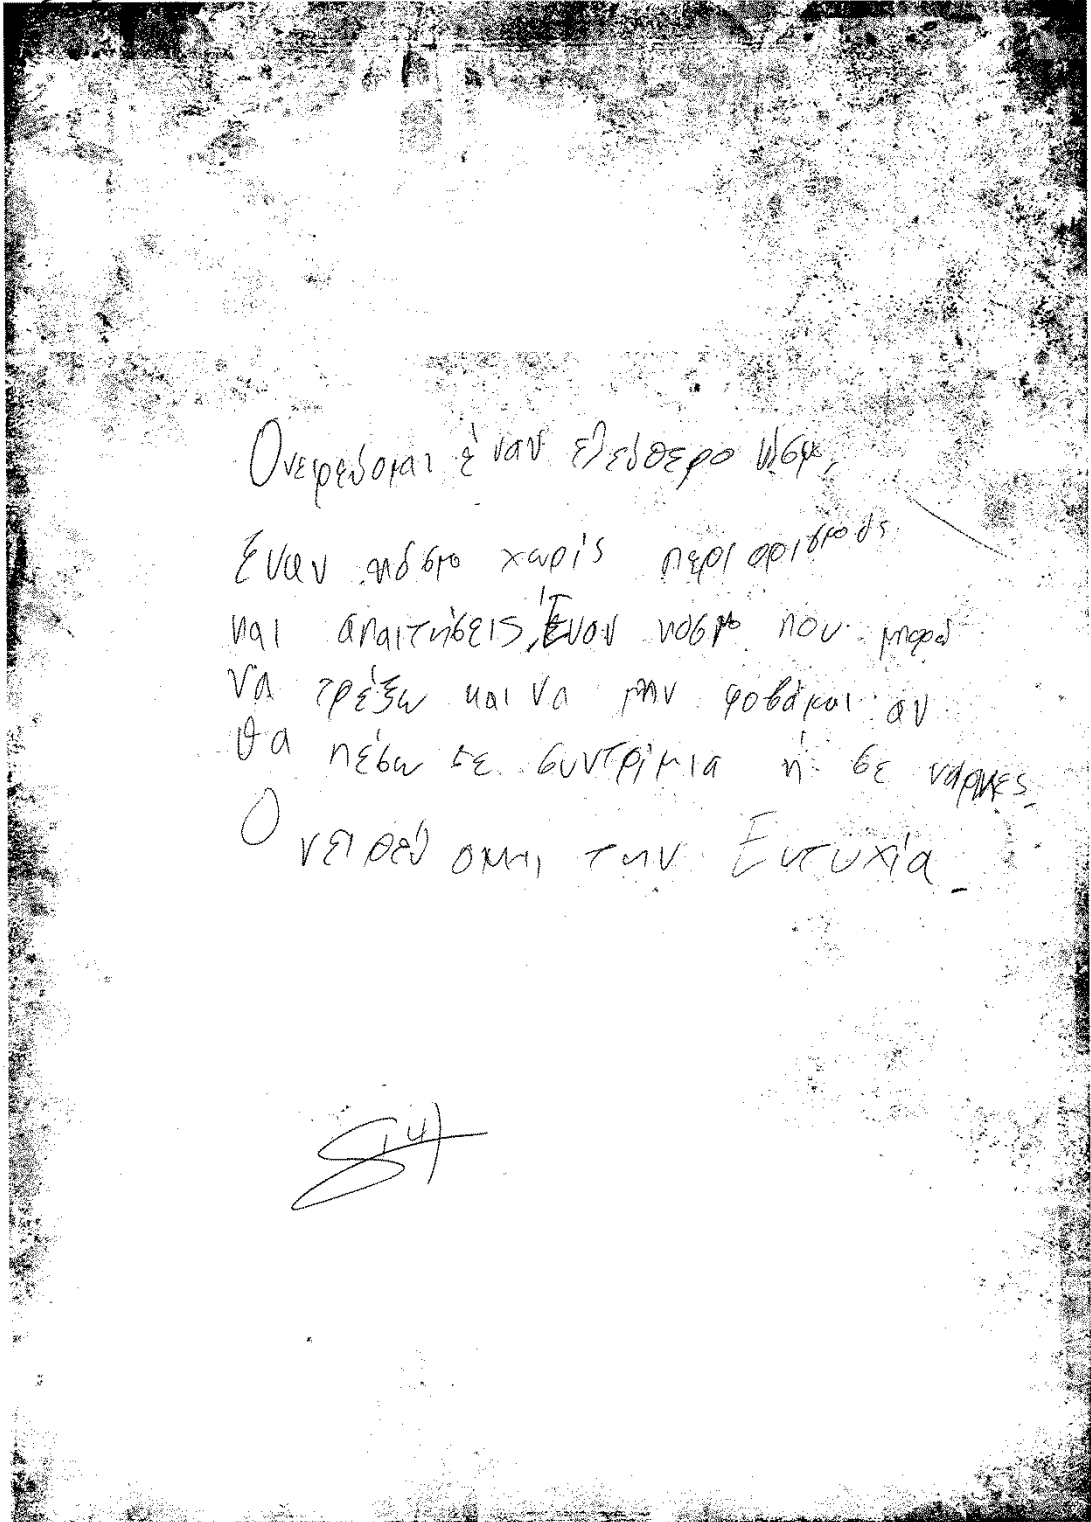 Ονειρεύομαι έναν ελεύθερο κόσμο,
Έναν κόσμο χωρίς περιορισμούς
και απαιτήσεις, Έναν κόσμο που μπορώ
να τρέξω και να μην φοβάμαι αν
θα πέσω σε συντρίμια ή σε νάρκες.
Ονειρεύομαι την Ευτυχία.